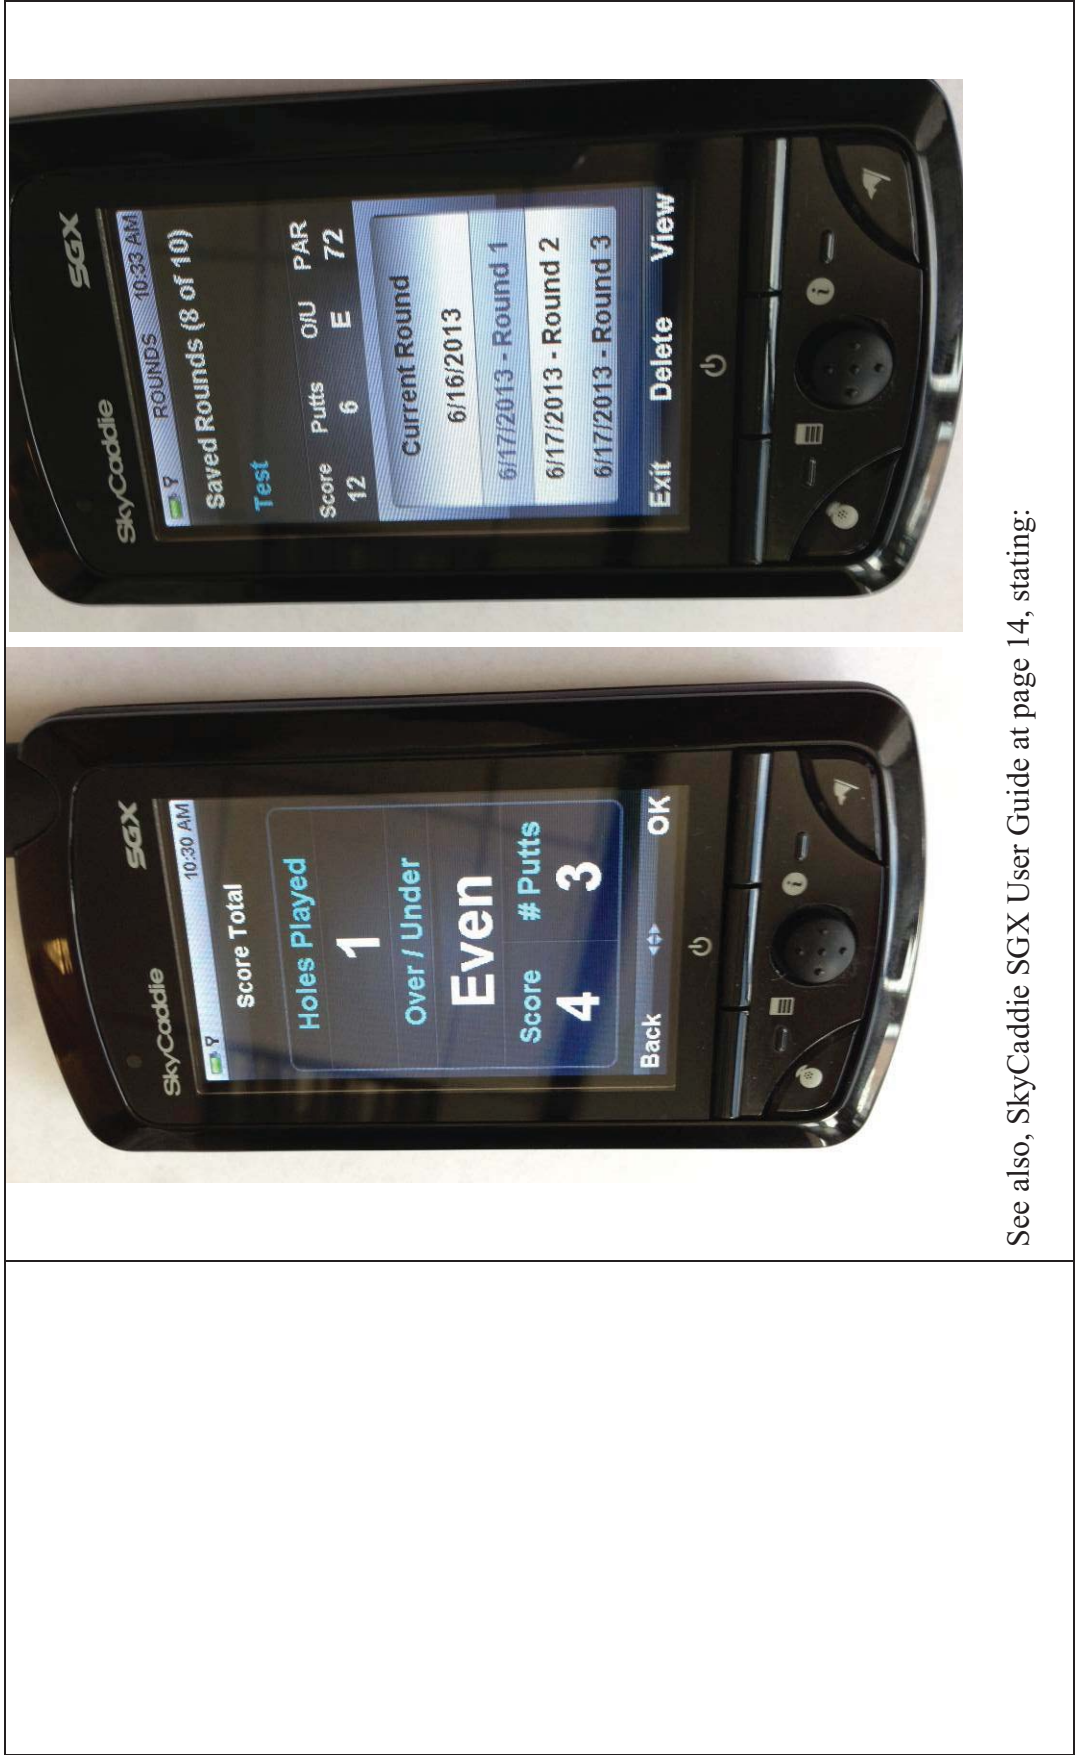 SkyCaddie SGX
10:30 AM
Score Total
Holes Played
1
Over / Under
Even
Score # Putts
4 3
Back OK
SkyCaddie SGX
ROUNDS 10:33 AM
Saved Rounds (8 of 10)
Test
Score Putts O/U PAR
12 6 E 72
Current Round
6/16/2013
6/17/2013 - Round 1
6/17/2013 - Round 2
6/17/2013 - Round 3
Exit Delete View
See also, SkyCaddie SGX User Guide at page 14, stating: